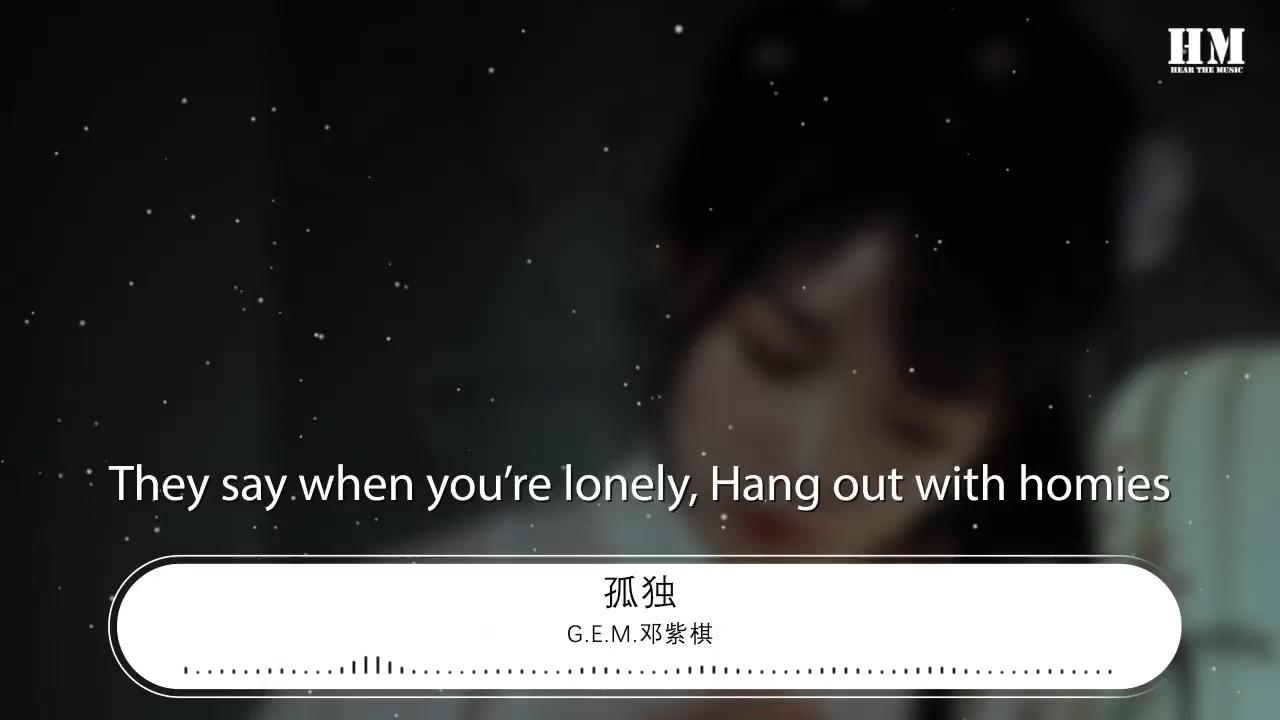 HM
HEAR THE MUSIC
They say when you're lonely, Hang out with homies
孤独
G.E.M.邓紫棋